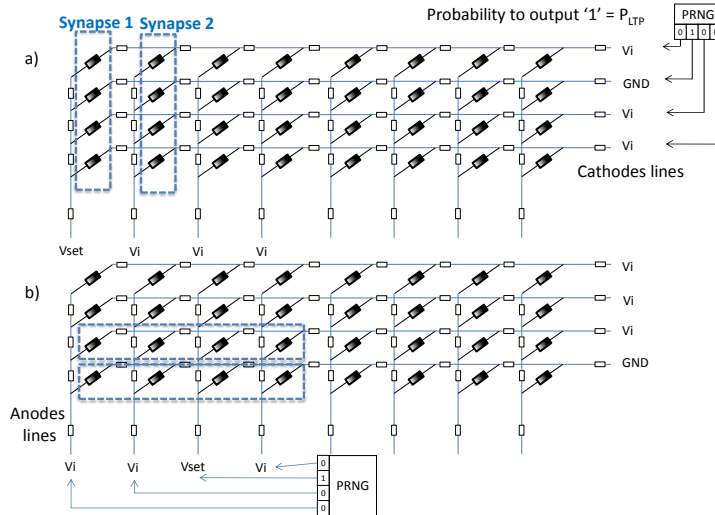 Synapse 1 Synapse 2
Probability to output ‘1’ = PLTP
PRNG
0 1 0 0
a)
Vi
GND
Vi
Vi
Cathodes lines
Vset Vi Vi Vi
b)
Vi
Vi
Vi
GND
Anodes
lines
Vi Vi Vset Vi
0
1
0
0
PRNG